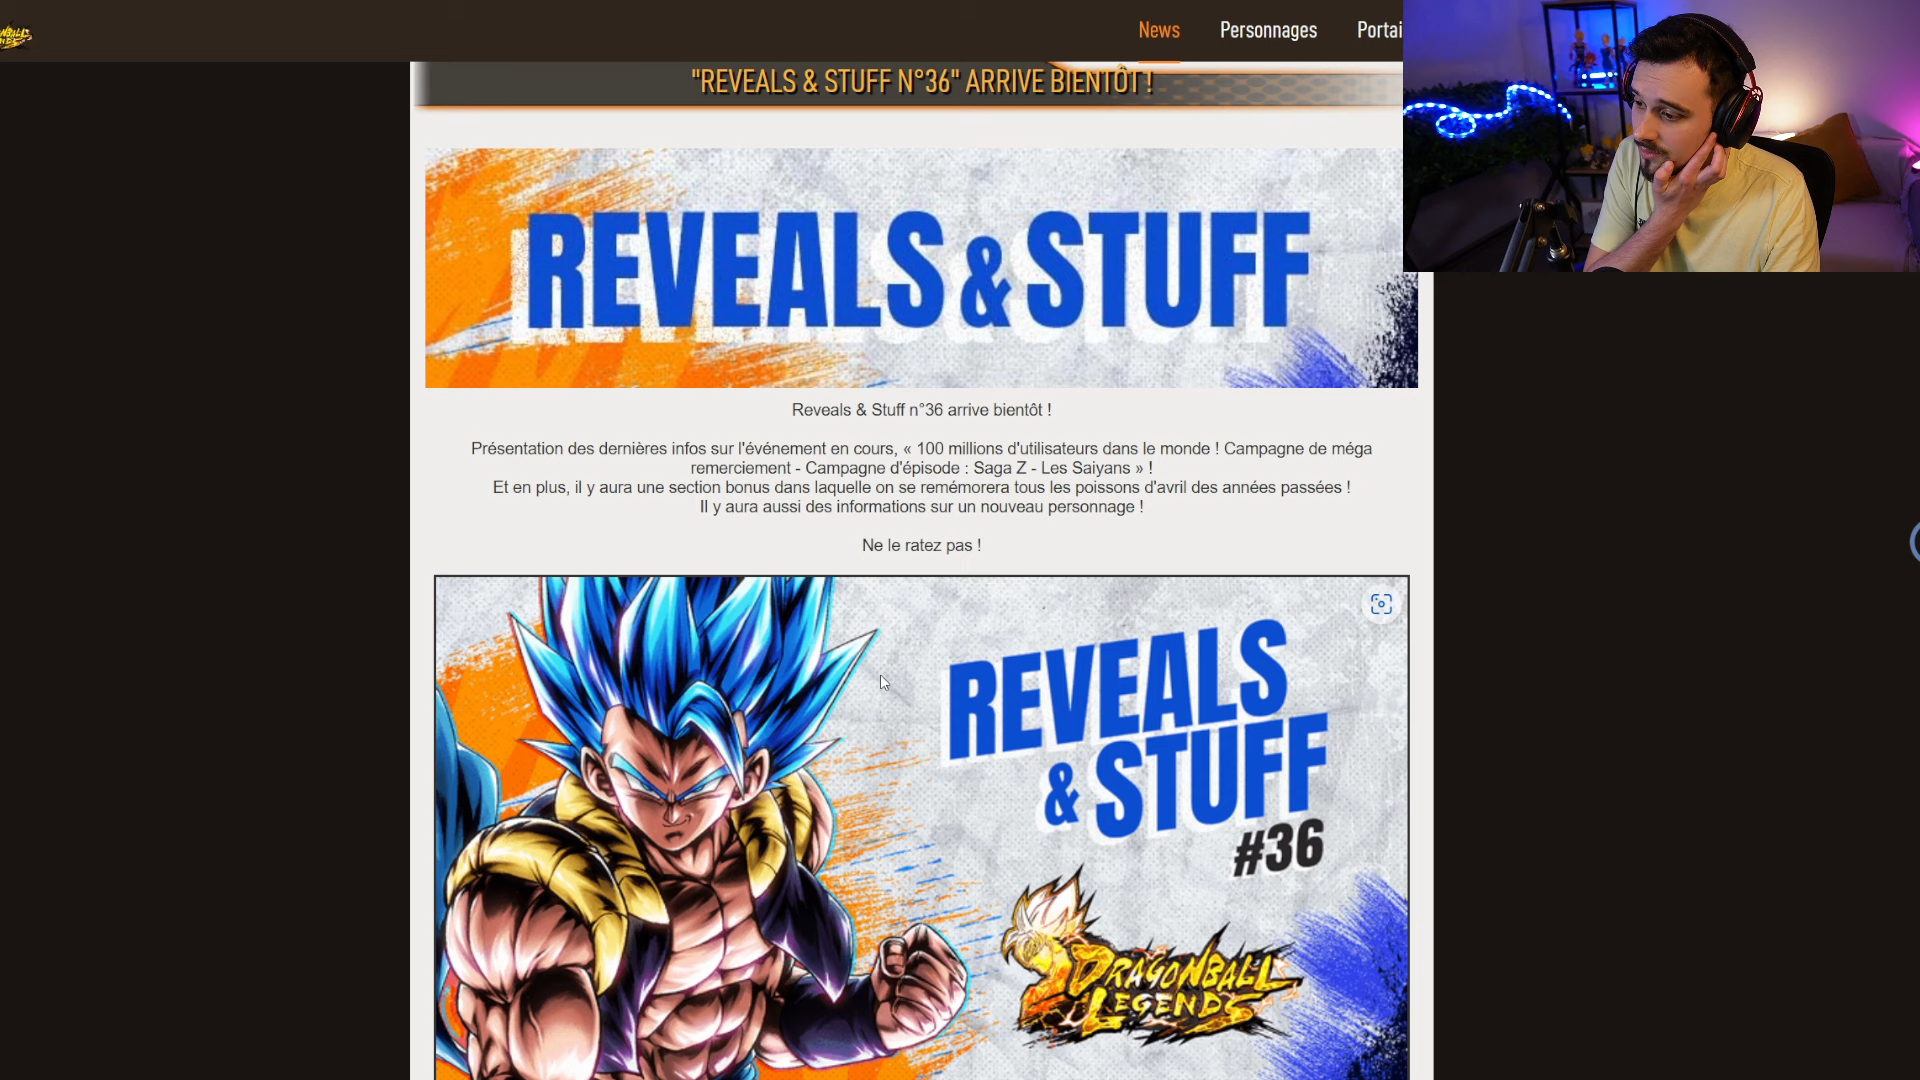 News Personnages Portai
"REVEALS & STUFF N°36" ARRIVE BIENTÔT !
REVEALS & STUFF
Reveals & Stuff n°36 arrive bientôt !
Présentation des dernières infos sur l'événement en cours, « 100 millions d'utilisateurs dans le monde ! Campagne de méga
remerciement - Campagne d'épisode : Saga Z - Les Saiyans » !
Et en plus, il y aura une section bonus dans laquelle on se remémorera tous les poissons d'avril des années passées !
Il y aura aussi des informations sur un nouveau personnage !
Ne le ratez pas !
REVEALS
& STUFF
#36
DRAGONBALL
LEGENDS